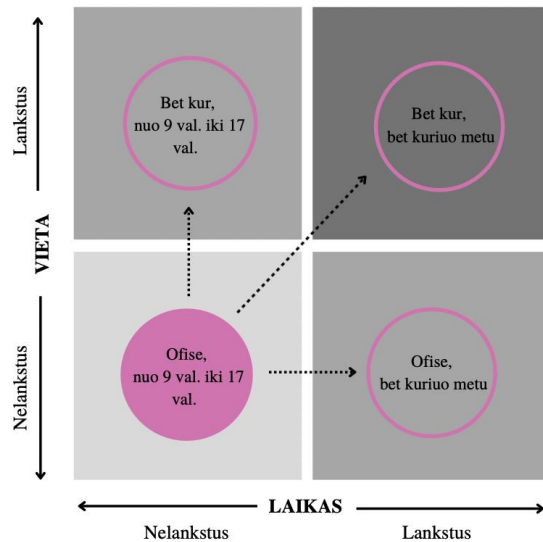 Lankstus
VIETA
Nelankstus
Bet kur,
nuo 9 val. iki 17
val.
Bet kur,
bet kuriuo metu
Ofise,
nuo 9 val. iki 17
val.
Ofise,
bet kuriuo metu
LAIKAS
Nelankstus
Lankstus